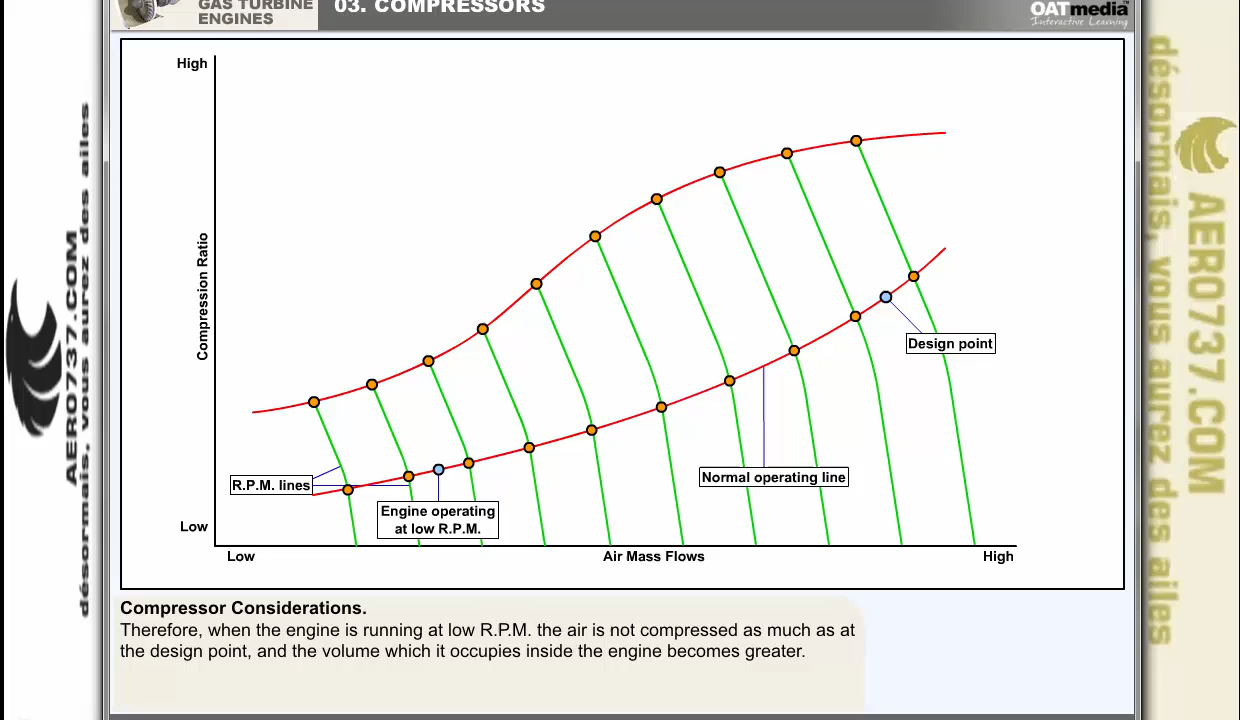 GAS TURBINE
ENGINES
03. COMPRESSORS
OATmedia™
Interactive Learning
High
Compression Ratio
Low
R.P.M. lines
Engine operating
at low R.P.M.
Normal operating line
Design point
Low
Air Mass Flows
High
Compressor Considerations.
Therefore, when the engine is running at low R.P.M. the air is not compressed as much as at
the design point, and the volume which it occupies inside the engine becomes greater.
AERO737.COM
désormais, vous aurez des ailes
désormais, vous aurez des ailes
AERO737.COM